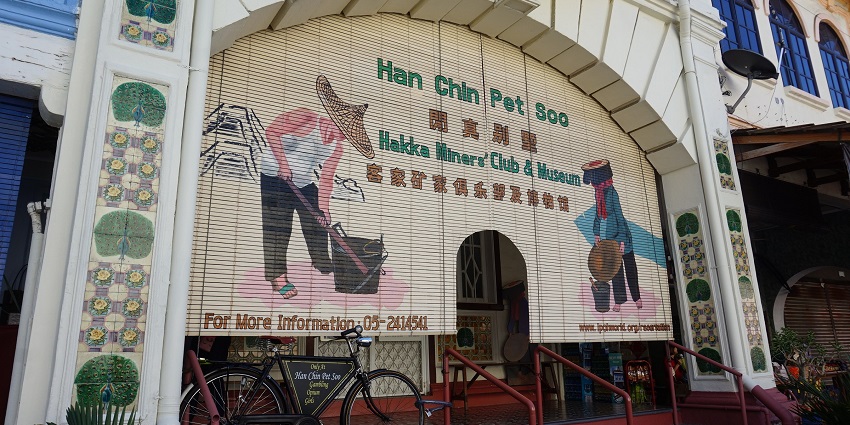 Han Chin Pet Soo
閒真别墅
Hakka Miners' Club & Museum
客家矿家俱乐部及博物馆
For More Information : 05-2414541
www.ipohworld.org/reservation
Only at
Han Chin Pet Soo
Gambling
Opium
Girls